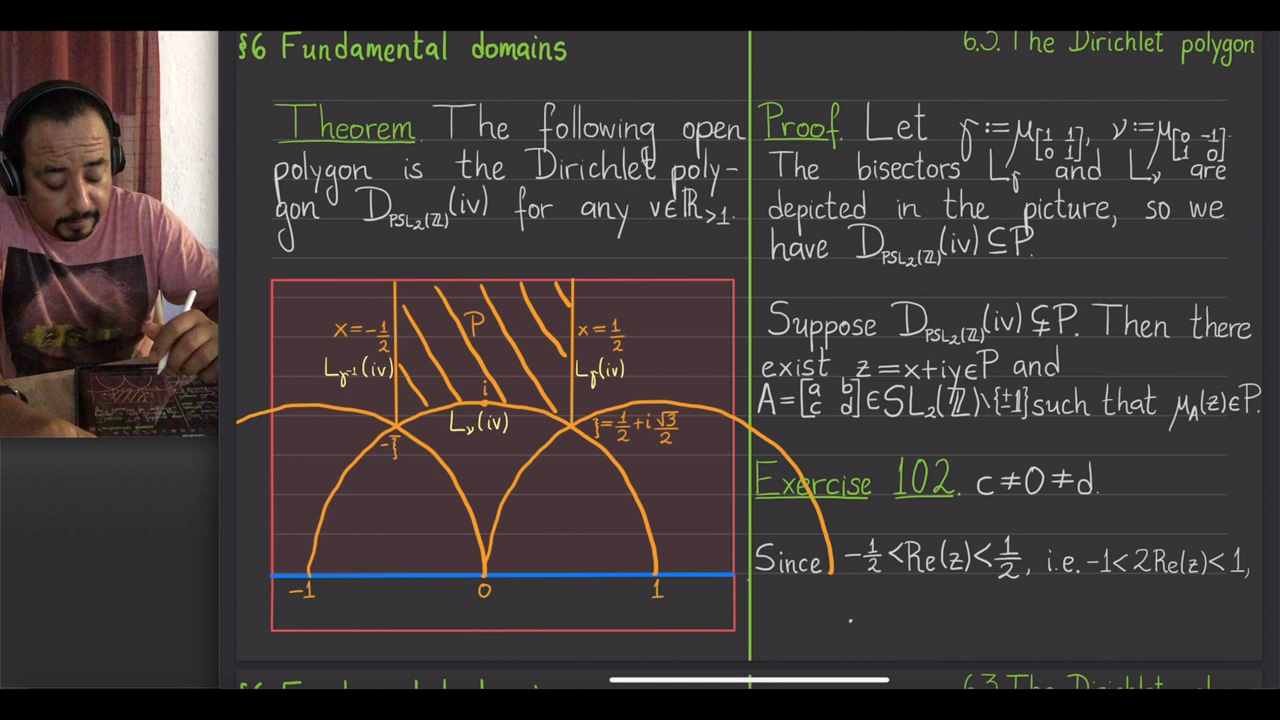 §6 Fundamental domains
6.3. The Dirichlet polygon
Theorem. The following open
polygon is the Dirichlet poly-
gon D_{PSL₂(ℤ)}(iv) for any v∈ℝ_{>1}.
x=-1/2
P
x=1/2
L_{γ⁻¹}(iv)
i
L_γ(iv)
L_ν(iv)
-ξ̄
ξ=1/2+i√3/2
-1 0 1
Proof. Let γ:=μ_{[1 1; 0 1]}, ν:=μ_{[0 -1; 1 0]}.
The bisectors L_γ and L_ν are
depicted in the picture, so we
have D_{PSL₂(ℤ)}(iv)⊆P.
Suppose D_{PSL₂(ℤ)}(iv)⊊P. Then there
exist z=x+iy∈P and
A=[a b; c d]∈SL₂(ℤ)\{±1} such that μ_A(z)∈P.
Exercise 102. c≠0≠d.
Since -1/2<Re(z)<1/2, i.e. -1<2Re(z)<1,